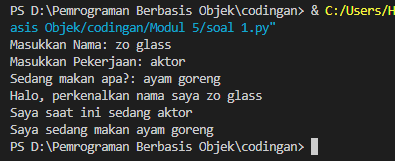 PS D:\Pemrograman Berbasis Objek\codingan> & C:/Users/H
asis Objek/codingan/Modul 5/soal 1.py"
Masukkan Nama: zo glass
Masukkan Pekerjaan: aktor
Sedang makan apa?: ayam goreng
Halo, perkenalkan nama saya zo glass
Saya saat ini sedang aktor
Saya sedang makan ayam goreng
PS D:\Pemrograman Berbasis Objek\codingan>